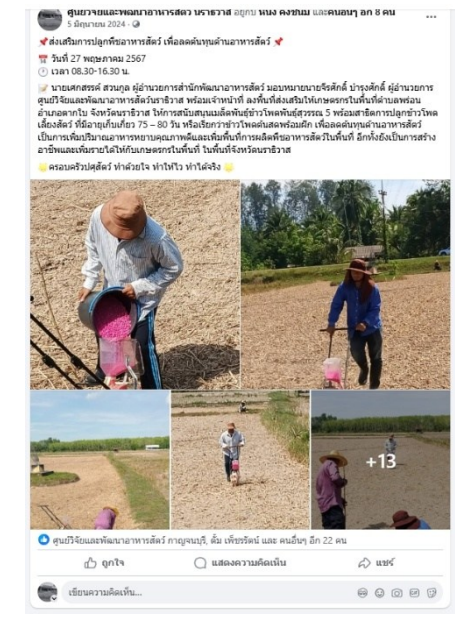 ศูนย์วิจัยและพัฒนาอาหารสัตว์ นราธิวาส อยู่กับ หนึ่ง คงชนม์ และคนอื่นๆ อีก 8 คน
5 มิถุนายน 2024 ·
📌ส่งเสริมการปลูกพืชอาหารสัตว์ เพื่อลดต้นทุนด้านอาหารสัตว์ 📌
📅 วันที่ 27 พฤษภาคม 2567
🕣 เวลา 08.30-16.30 น.
📝 นายเศกสรรค์ สวนกูล ผู้อำนวยการสำนักพัฒนาอาหารสัตว์ มอบหมายนายจีรศักดิ์ บำรุงศักดิ์ ผู้อำนวยการ
ศูนย์วิจัยและพัฒนาอาหารสัตว์นราธิวาส พร้อมเจ้าหน้าที่ ลงพื้นที่ส่งเสริมให้เกษตรกรในพื้นที่ตำบลพร่อน
อำเภอตากใบ จังหวัดนราธิวาส ให้การสนับสนุนเมล็ดพันธุ์ข้าวโพดพันธุ์สุวรรณ 5 พร้อมสาธิตการปลูกข้าวโพด
เลี้ยงสัตว์ ที่มีอายุเก็บเกี่ยว 75 – 80 วัน หรือเรียกว่าข้าวโพดต้นสดพร้อมฝัก เพื่อลดต้นทุนด้านอาหารสัตว์
เป็นการเพิ่มปริมาณอาหารหยาบคุณภาพดีและเพิ่มพื้นที่การผลิตพืชอาหารสัตว์ในพื้นที่ อีกทั้งยังเป็นการสร้าง
อาชีพและเพิ่มรายได้ให้กับเกษตรกรในพื้นที่ ในพื้นที่จังหวัดนราธิวาส
ครอบครัวปศุสัตว์ ทำด้วยใจ ทำให้ไว ทำได้จริง
+13
ศูนย์วิจัยและพัฒนาอาหารสัตว์ กาญจนบุรี, ตั้ม เพ็ชรรัตน์ และ คนอื่นๆ อีก 22 คน
ถูกใจ
แสดงความคิดเห็น
แชร์
เขียนความคิดเห็น...